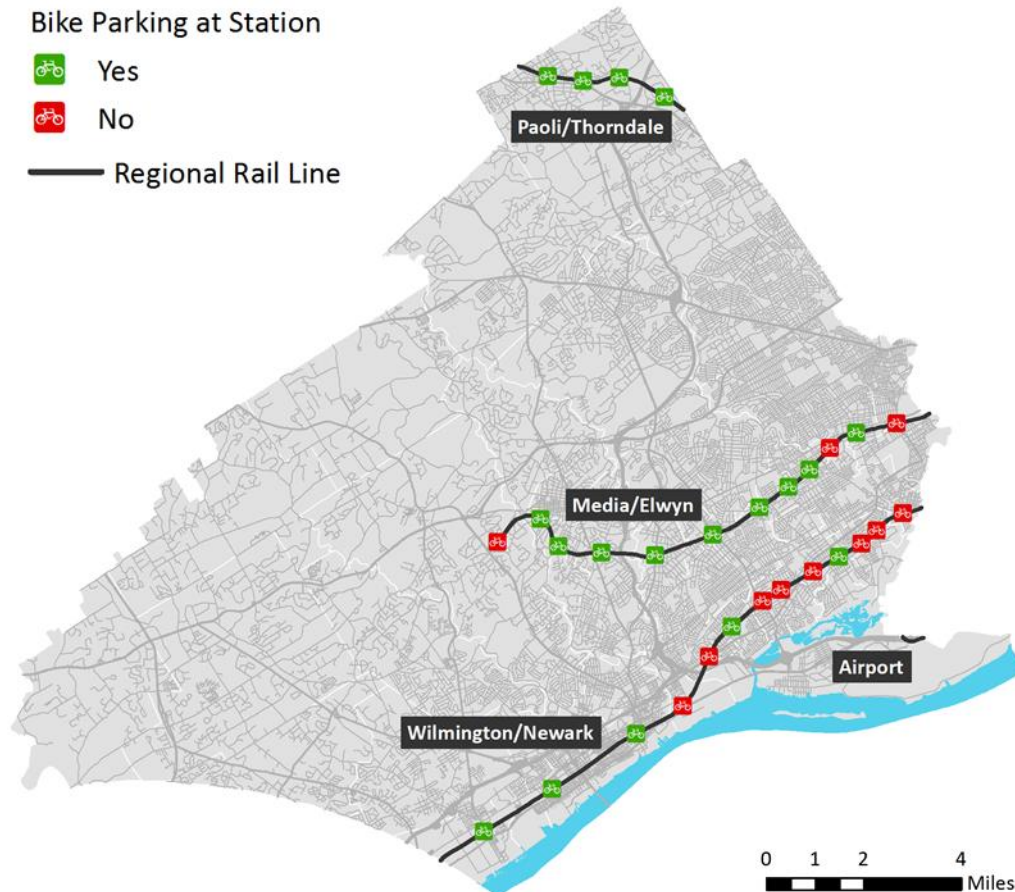 Bike Parking at Station
Yes
No
Regional Rail Line
Paoli/Thorndale
Media/Elwyn
Airport
Wilmington/Newark
0 1 2 4
Miles